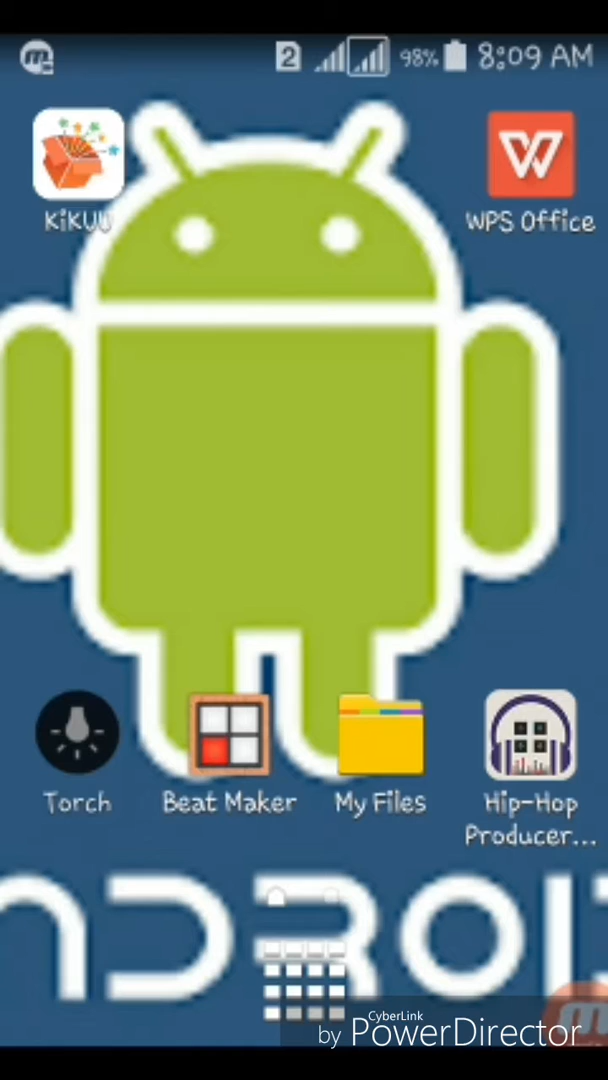 2 98% 8:09 AM
KiKUU
WPS Office
Torch
Beat Maker
My Files
Hip-Hop
Producer...
NDROI
CyberLink
by PowerDirector